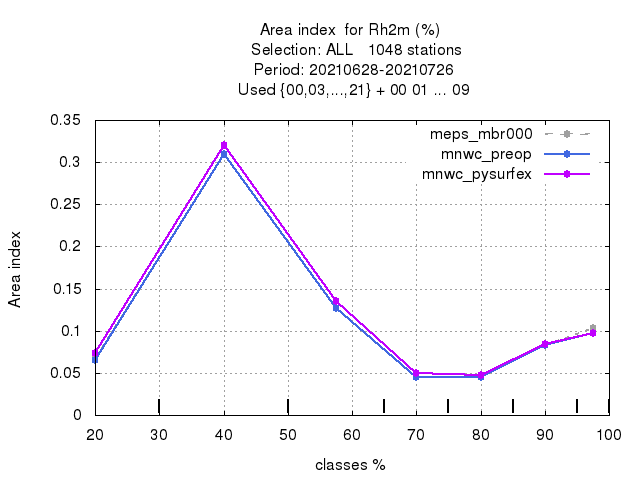 Area index  for Rh2m (%)
Selection: ALL   1048 stations
Period: 20210628-20210726
Used {00,03,...,21} + 00 01 ... 09
meps_mbr000
mnwc_preop
mnwc_pysurfex
0.35
0.3
0.25
0.2
0.15
0.1
0.05
0
Area index
20 30 40 50 60 70 80 90 100
classes %